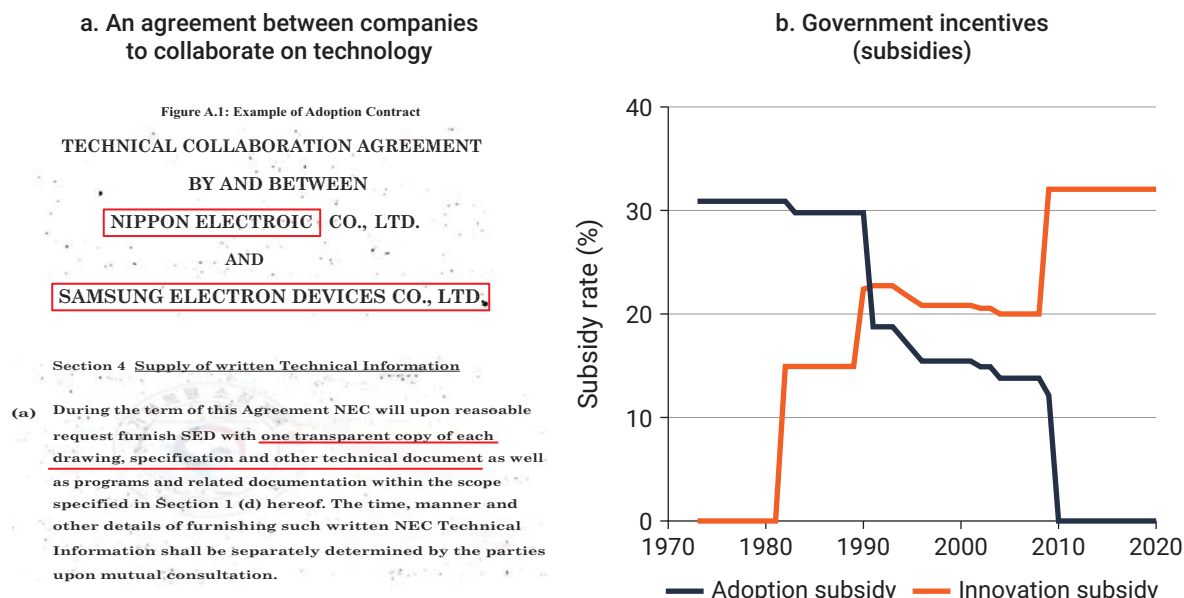 a. An agreement between companies
to collaborate on technology
Figure A.1: Example of Adoption Contract
TECHNICAL COLLABORATION AGREEMENT
BY AND BETWEEN
NIPPON ELECTROIC CO., LTD.
AND
SAMSUNG ELECTRON DEVICES CO., LTD.
Section 4 Supply of written Technical Information
(a) During the term of this Agreement NEC will upon reasoable
request furnish SED with one transparent copy of each
drawing, specification and other technical document as well
as programs and related documentation within the scope
specified in Section 1 (d) hereof. The time, manner and
other details of furnishing such written NEC Technical
Information shall be separately determined by the parties
upon mutual consultation.
b. Government incentives
(subsidies)
Subsidy rate (%)
40
30
20
10
0
1970 1980 1990 2000 2010 2020
Adoption subsidy Innovation subsidy